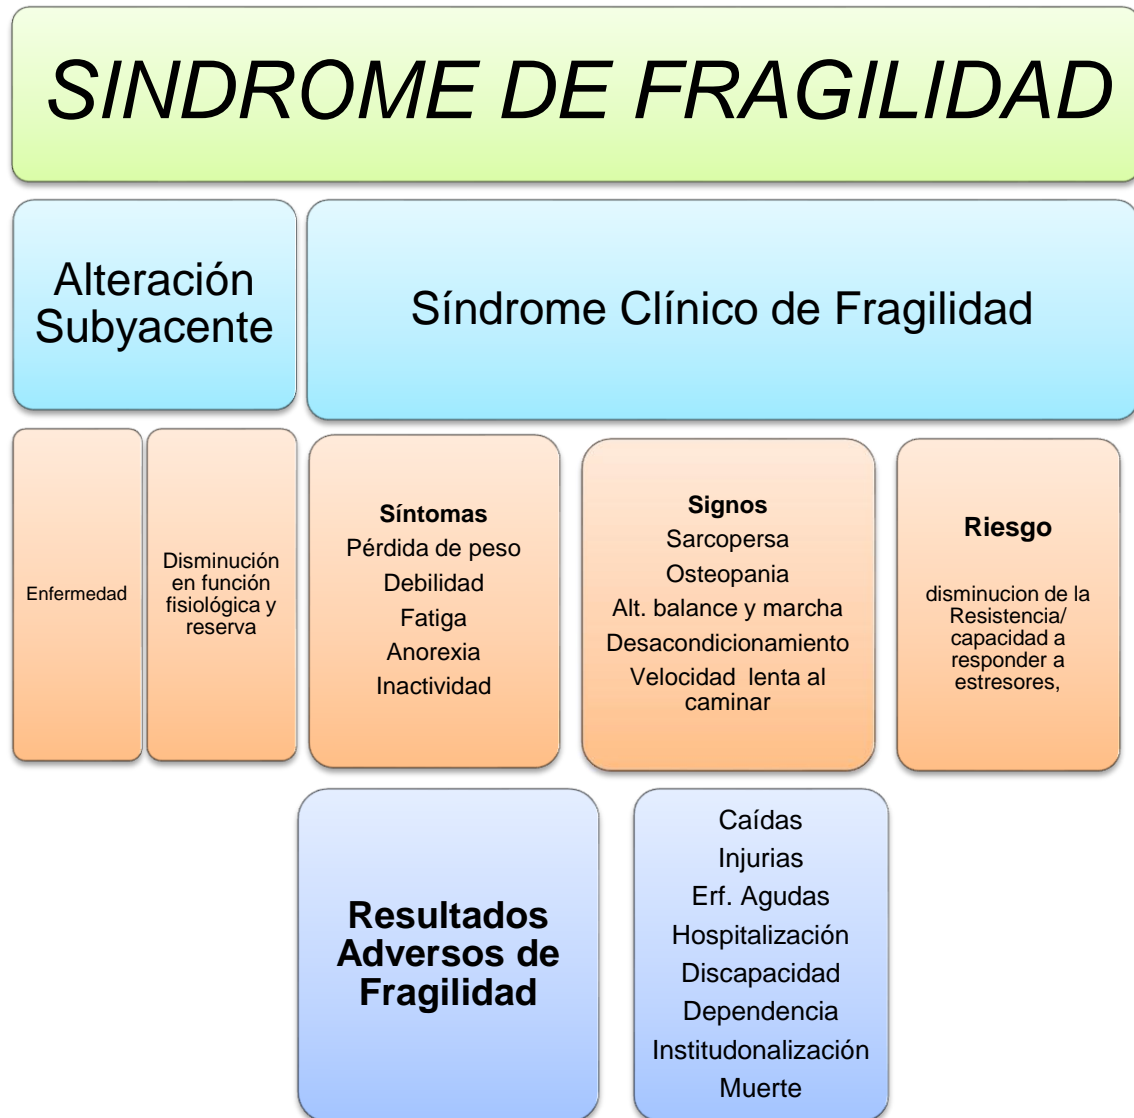 SINDROME DE FRAGILIDAD
Alteración
Subyacente
Síndrome Clínico de Fragilidad
Enfermedad
Disminución
en función
fisiológica y
reserva
Síntomas
Pérdida de peso
Debilidad
Fatiga
Anorexia
Inactividad
Signos
Sarcopersa
Osteopania
Alt. balance y marcha
Desacondicionamiento
Velocidad lenta al
caminar
Riesgo
disminucion de la
Resistencia/
capacidad a
responder a
estresores,
Resultados
Adversos de
Fragilidad
Caídas
Injurias
Erf. Agudas
Hospitalización
Discapacidad
Dependencia
Institudonalización
Muerte